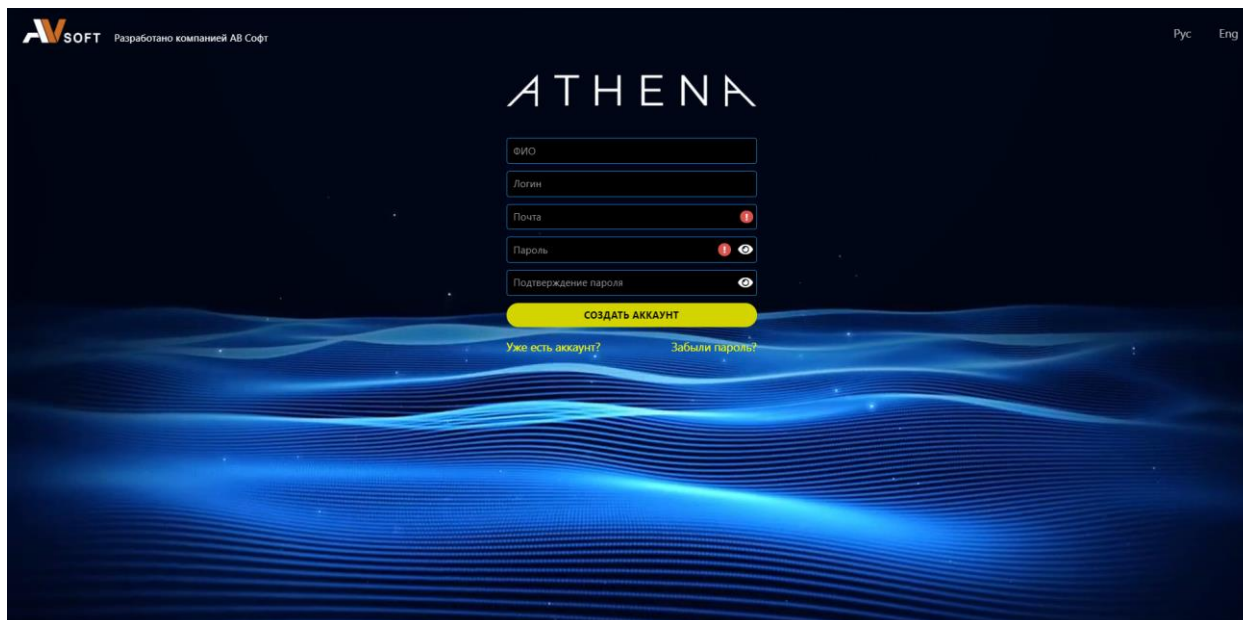 AVSOFT Разработано компанией АВ Софт
Рус Eng
ATHENA
ФИО
Логин
Почта
Пароль
Подтверждение пароля
СОЗДАТЬ АККАУНТ
Уже есть аккаунт? Забыли пароль?